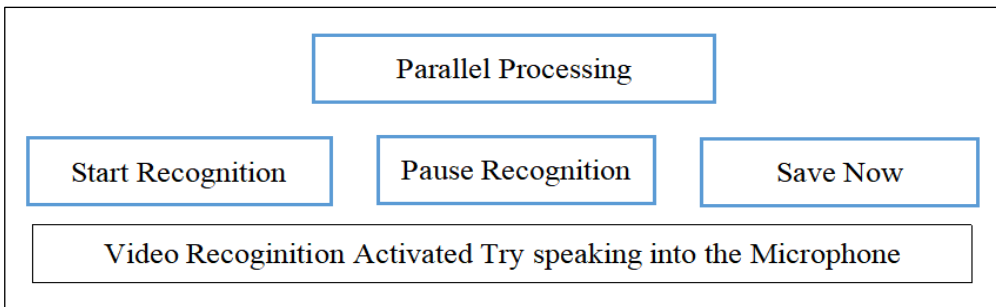 Parallel Processing
Start Recognition
Pause Recognition
Save Now
Video Recoginition Activated Try speaking into the Microphone